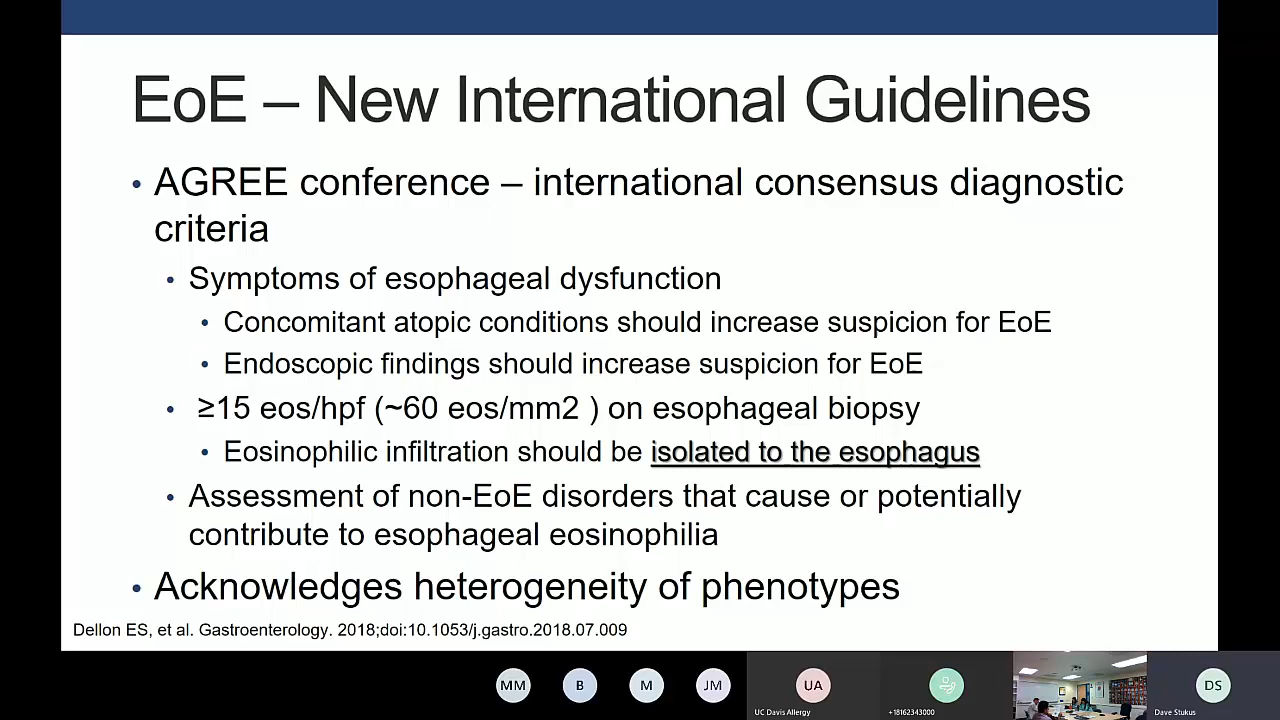 EoE – New International Guidelines
• AGREE conference – international consensus diagnostic
criteria
• Symptoms of esophageal dysfunction
• Concomitant atopic conditions should increase suspicion for EoE
• Endoscopic findings should increase suspicion for EoE
• ≥15 eos/hpf (~60 eos/mm2 ) on esophageal biopsy
• Eosinophilic infiltration should be isolated to the esophagus
• Assessment of non-EoE disorders that cause or potentially
contribute to esophageal eosinophilia
• Acknowledges heterogeneity of phenotypes
Dellon ES, et al. Gastroenterology. 2018;doi:10.1053/j.gastro.2018.07.009
MM B M JM UA DS
UC Davis Allergy +18162343000 Dave Stukus